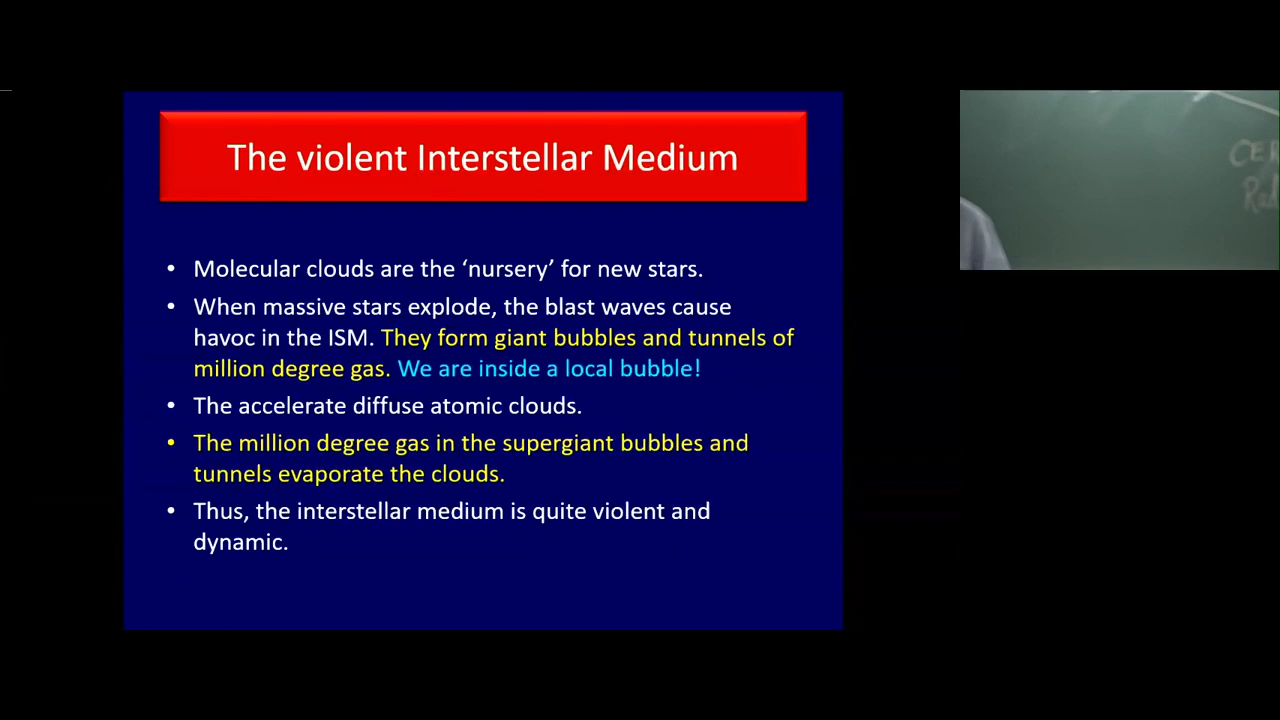 The violent Interstellar Medium
• Molecular clouds are the ‘nursery’ for new stars.
• When massive stars explode, the blast waves cause
havoc in the ISM. They form giant bubbles and tunnels of
million degree gas. We are inside a local bubble!
• The accelerate diffuse atomic clouds.
• The million degree gas in the supergiant bubbles and
tunnels evaporate the clouds.
• Thus, the interstellar medium is quite violent and
dynamic.